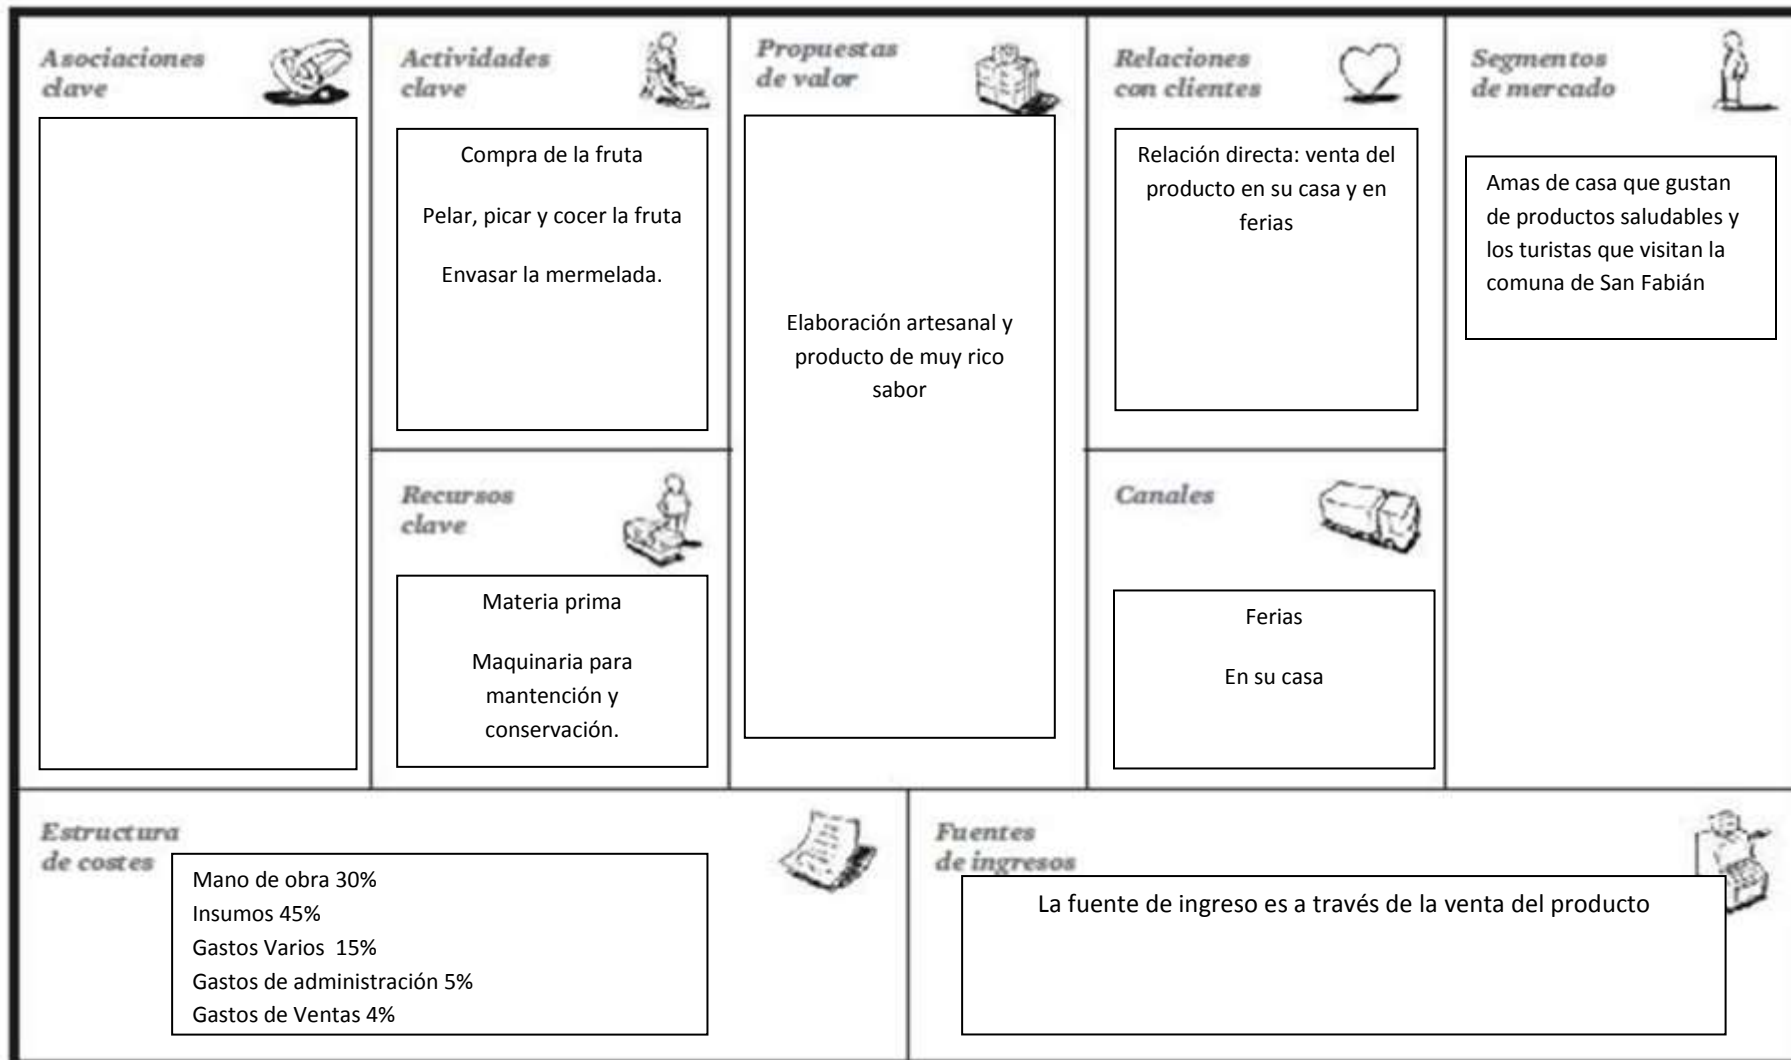 Asociaciones
clave
Actividades
clave
Compra de la fruta
Pelar, picar y cocer la fruta
Envasar la mermelada.
Recursos
clave
Materia prima
Maquinaria para
mantención y
conservación.
Propuestas
de valor
Elaboración artesanal y
producto de muy rico
sabor
Relaciones
con clientes
Relación directa: venta del
producto en su casa y en
ferias
Canales
Ferias
En su casa
Segmentos
de mercado
Amas de casa que gustan
de productos saludables y
los turistas que visitan la
comuna de San Fabián
Estructura
de costes
Mano de obra 30%
Insumos 45%
Gastos Varios  15%
Gastos de administración 5%
Gastos de Ventas 4%
Fuentes
de ingresos
La fuente de ingreso es a través de la venta del producto